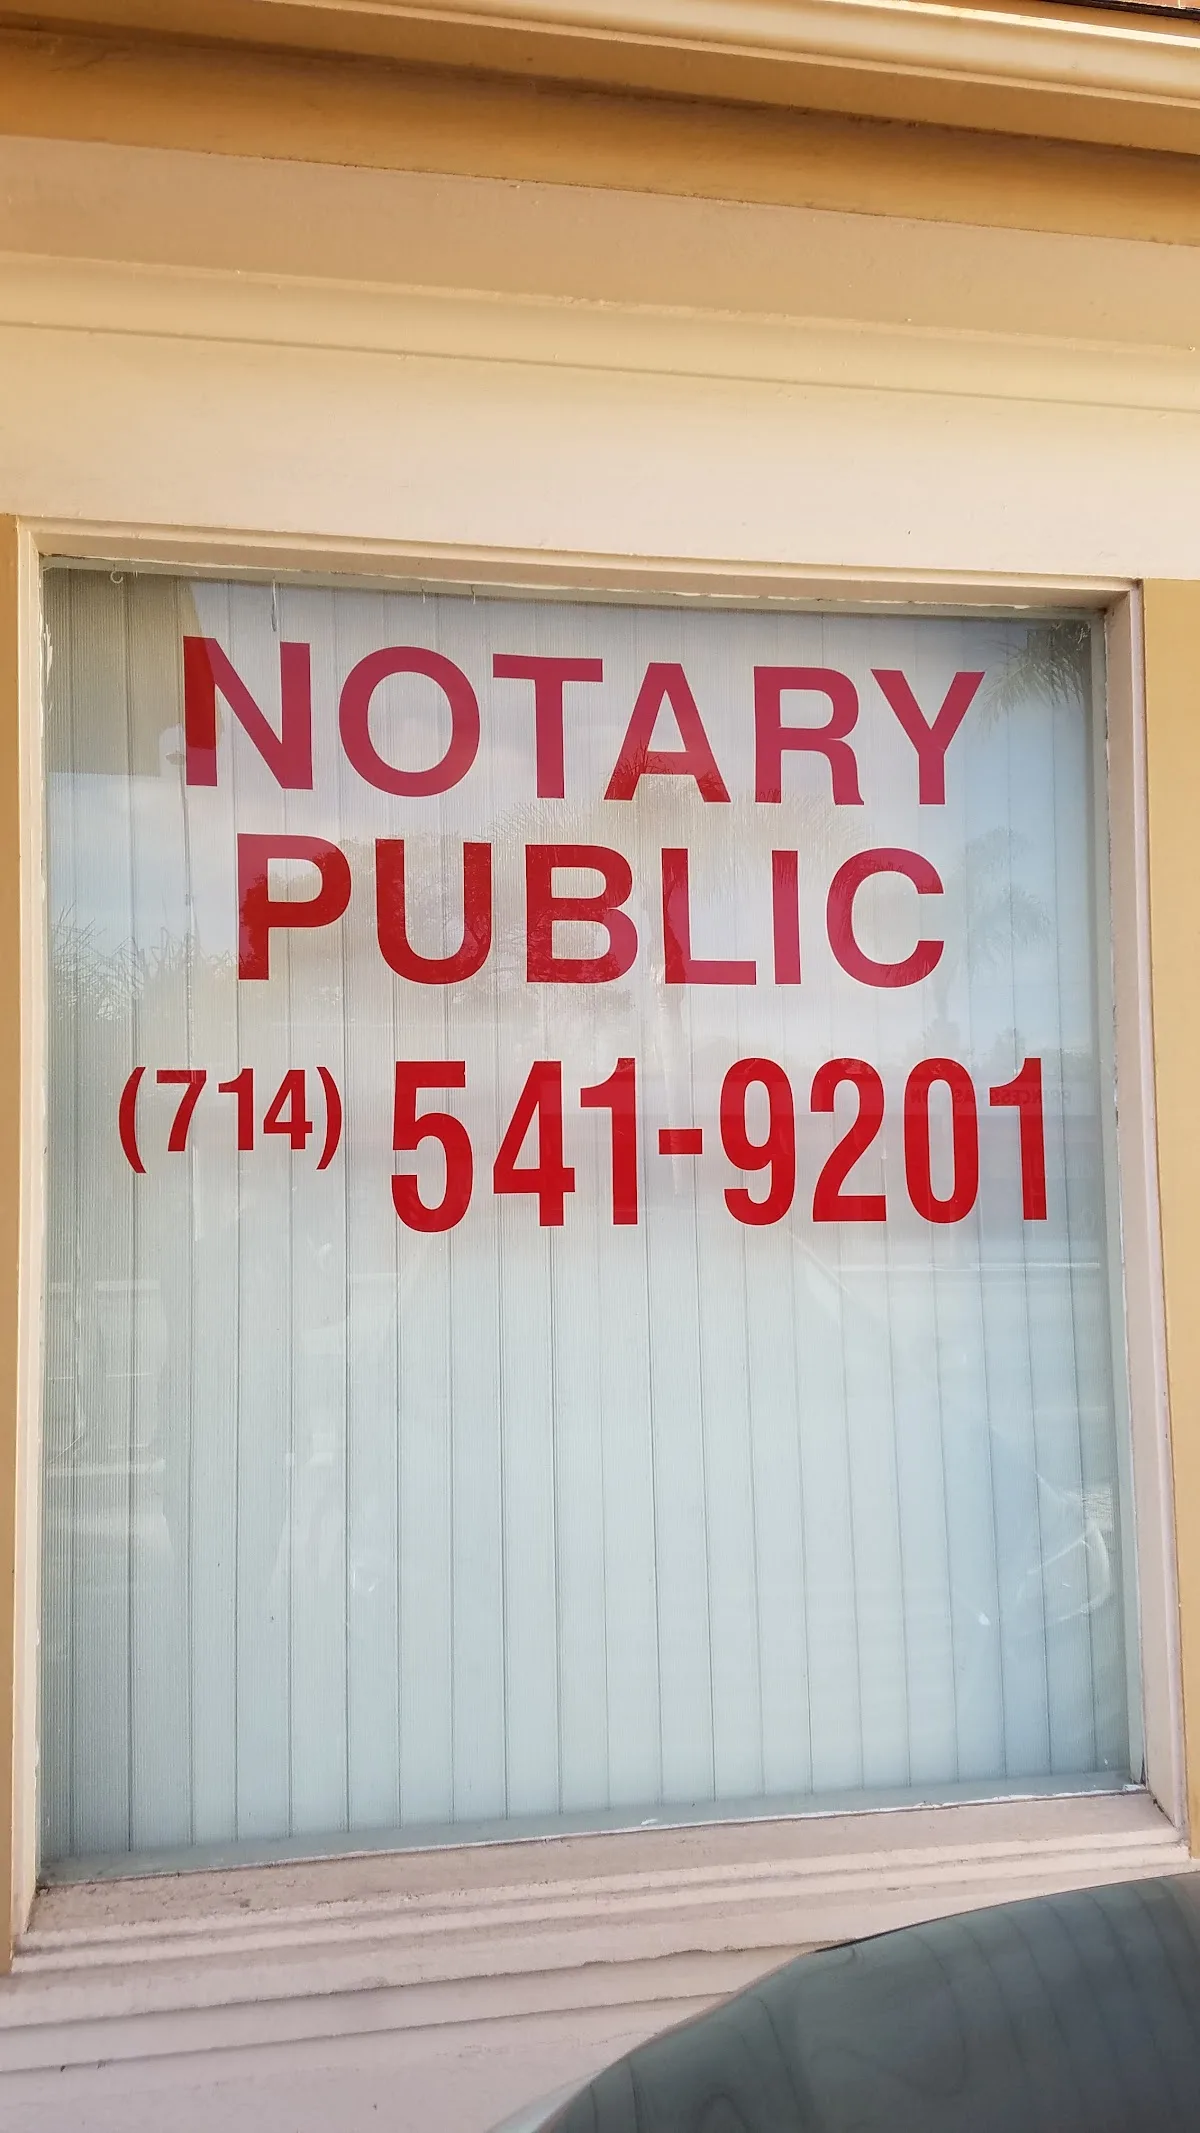 NOTARY
PUBLIC
(714) 541-9201